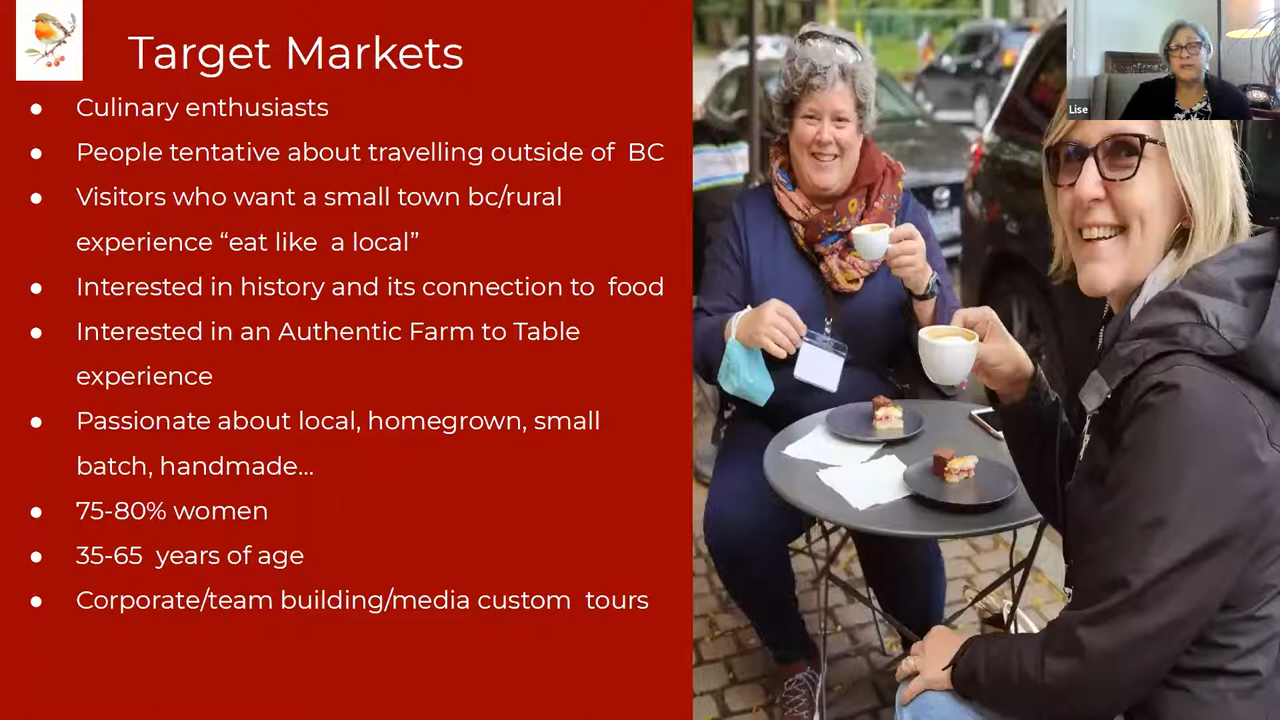 Target Markets
● Culinary enthusiasts
● People tentative about travelling outside of BC
● Visitors who want a small town bc/rural
experience “eat like a local”
● Interested in history and its connection to food
● Interested in an Authentic Farm to Table
experience
● Passionate about local, homegrown, small
batch, handmade...
● 75-80% women
● 35-65 years of age
● Corporate/team building/media custom tours
Lise